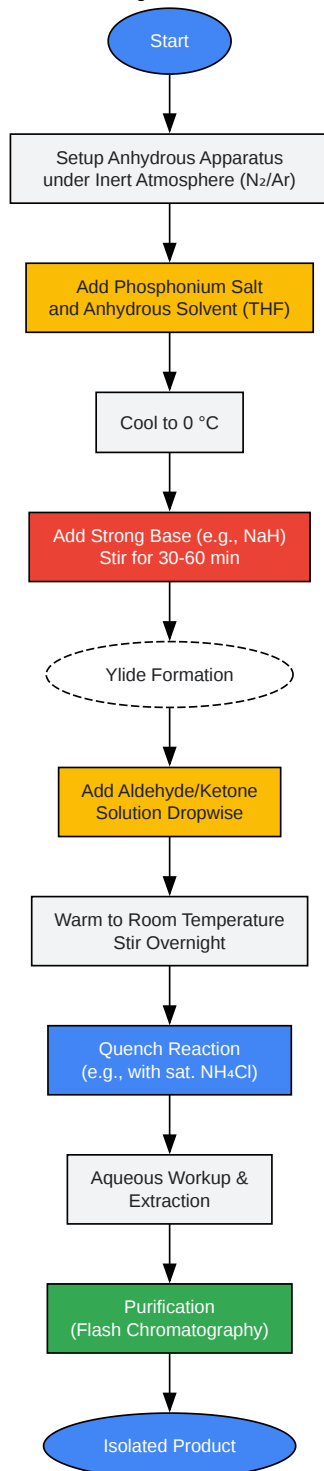 Start
Setup Anhydrous Apparatus
under Inert Atmosphere (N₂/Ar)
Add Phosphonium Salt
and Anhydrous Solvent (THF)
Cool to 0 °C
Add Strong Base (e.g., NaH)
Stir for 30-60 min
Ylide Formation
Add Aldehyde/Ketone
Solution Dropwise
Warm to Room Temperature
Stir Overnight
Quench Reaction
(e.g., with sat. NH₄Cl)
Aqueous Workup &
Extraction
Purification
(Flash Chromatography)
Isolated Product